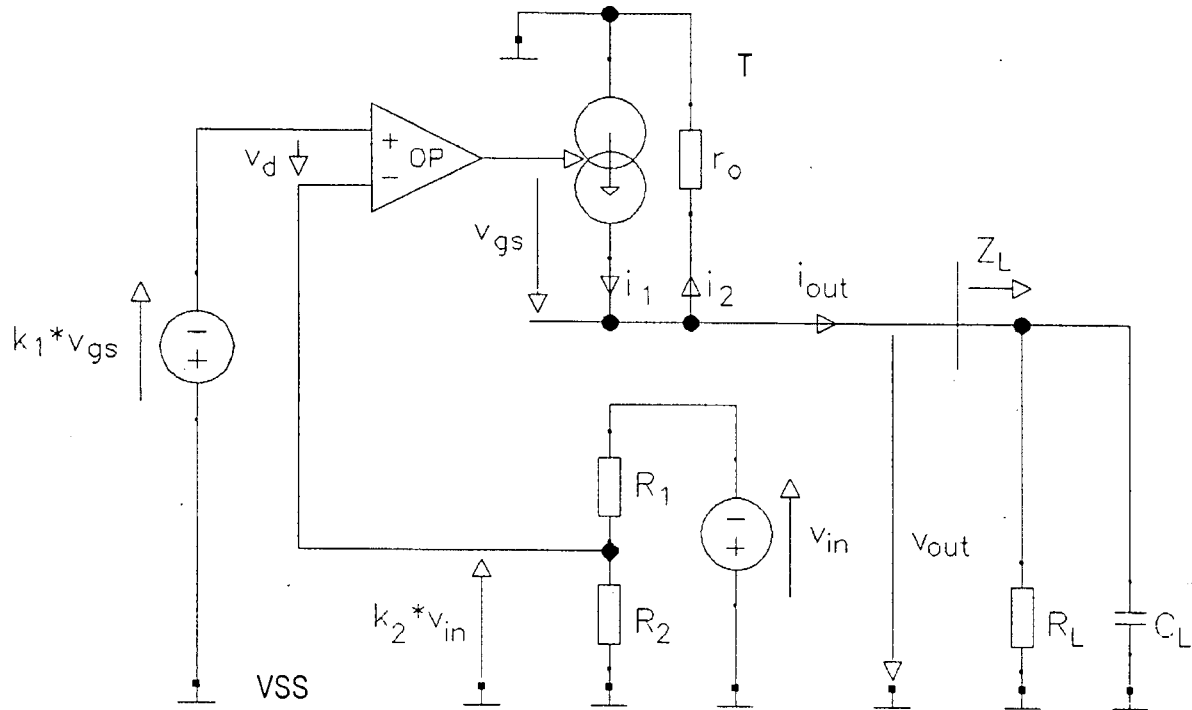 T
+
OP
−
v_d
r_o
v_gs
i_1
i_2
i_out
Z_L
k_1*v_gs
−
+
R_1
−
+
v_in
v_out
k_2*v_in
R_2
R_L
C_L
VSS